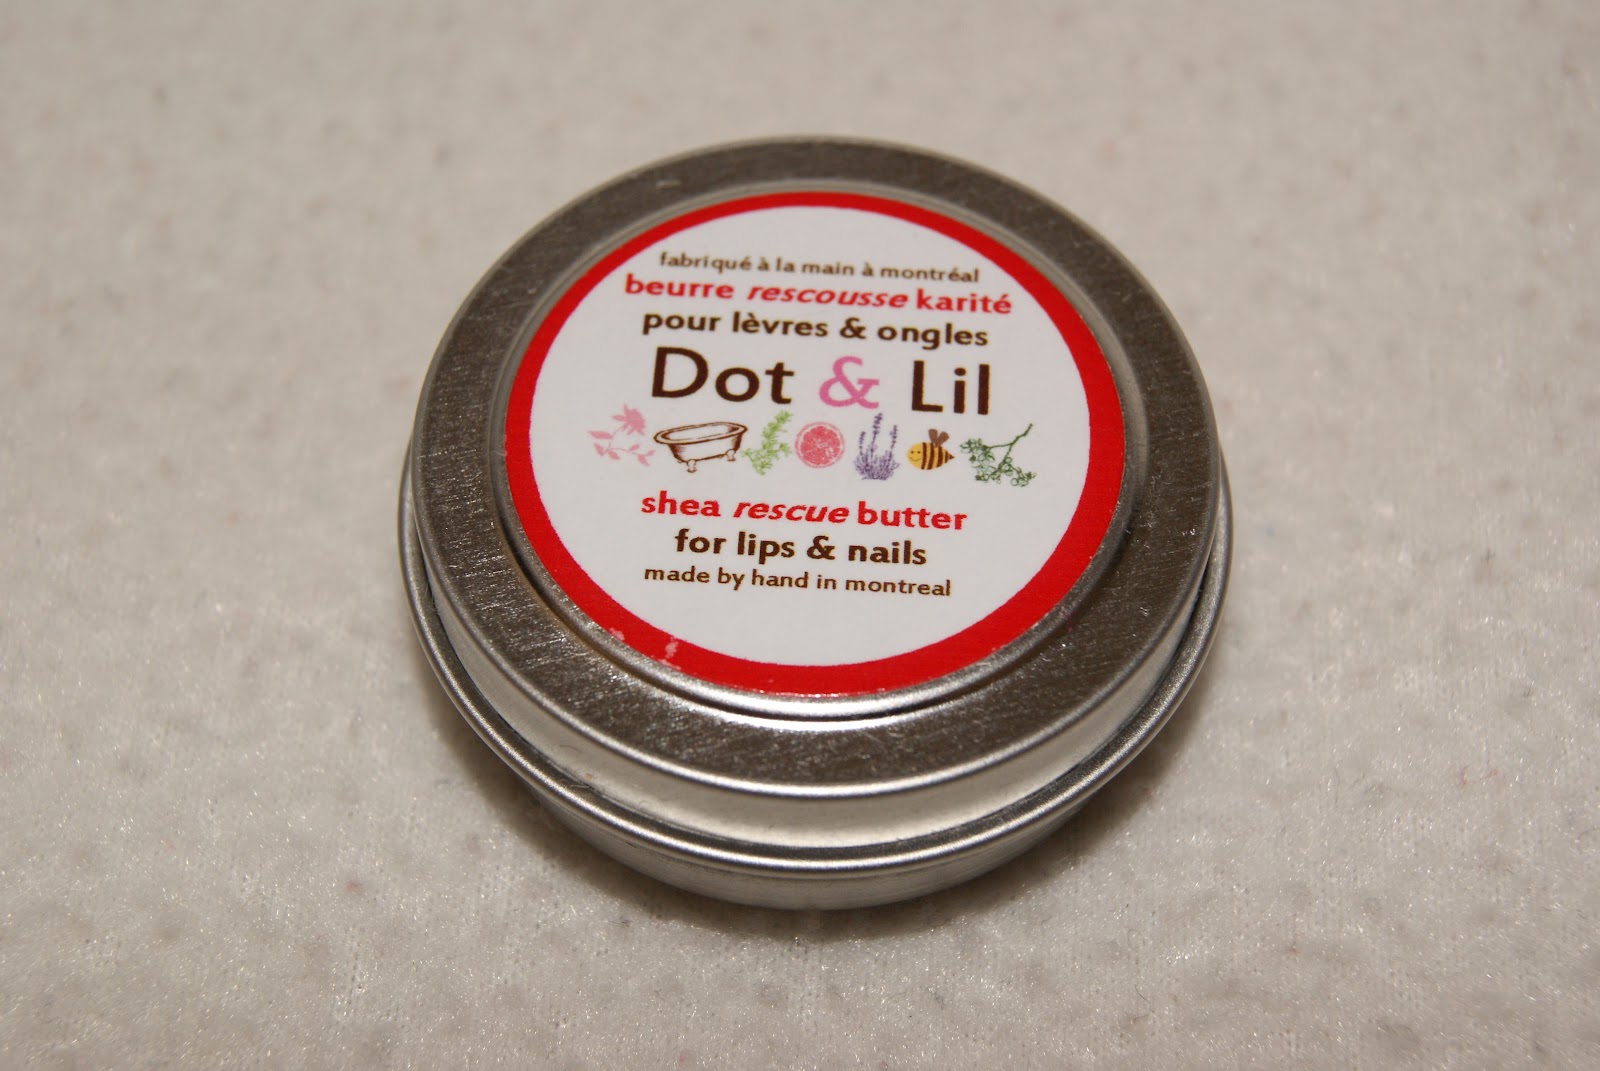 fabriqué à la main à montréal
beurre rescousse karité
pour lèvres & ongles
Dot & Lil
shea rescue butter
for lips & nails
made by hand in montreal